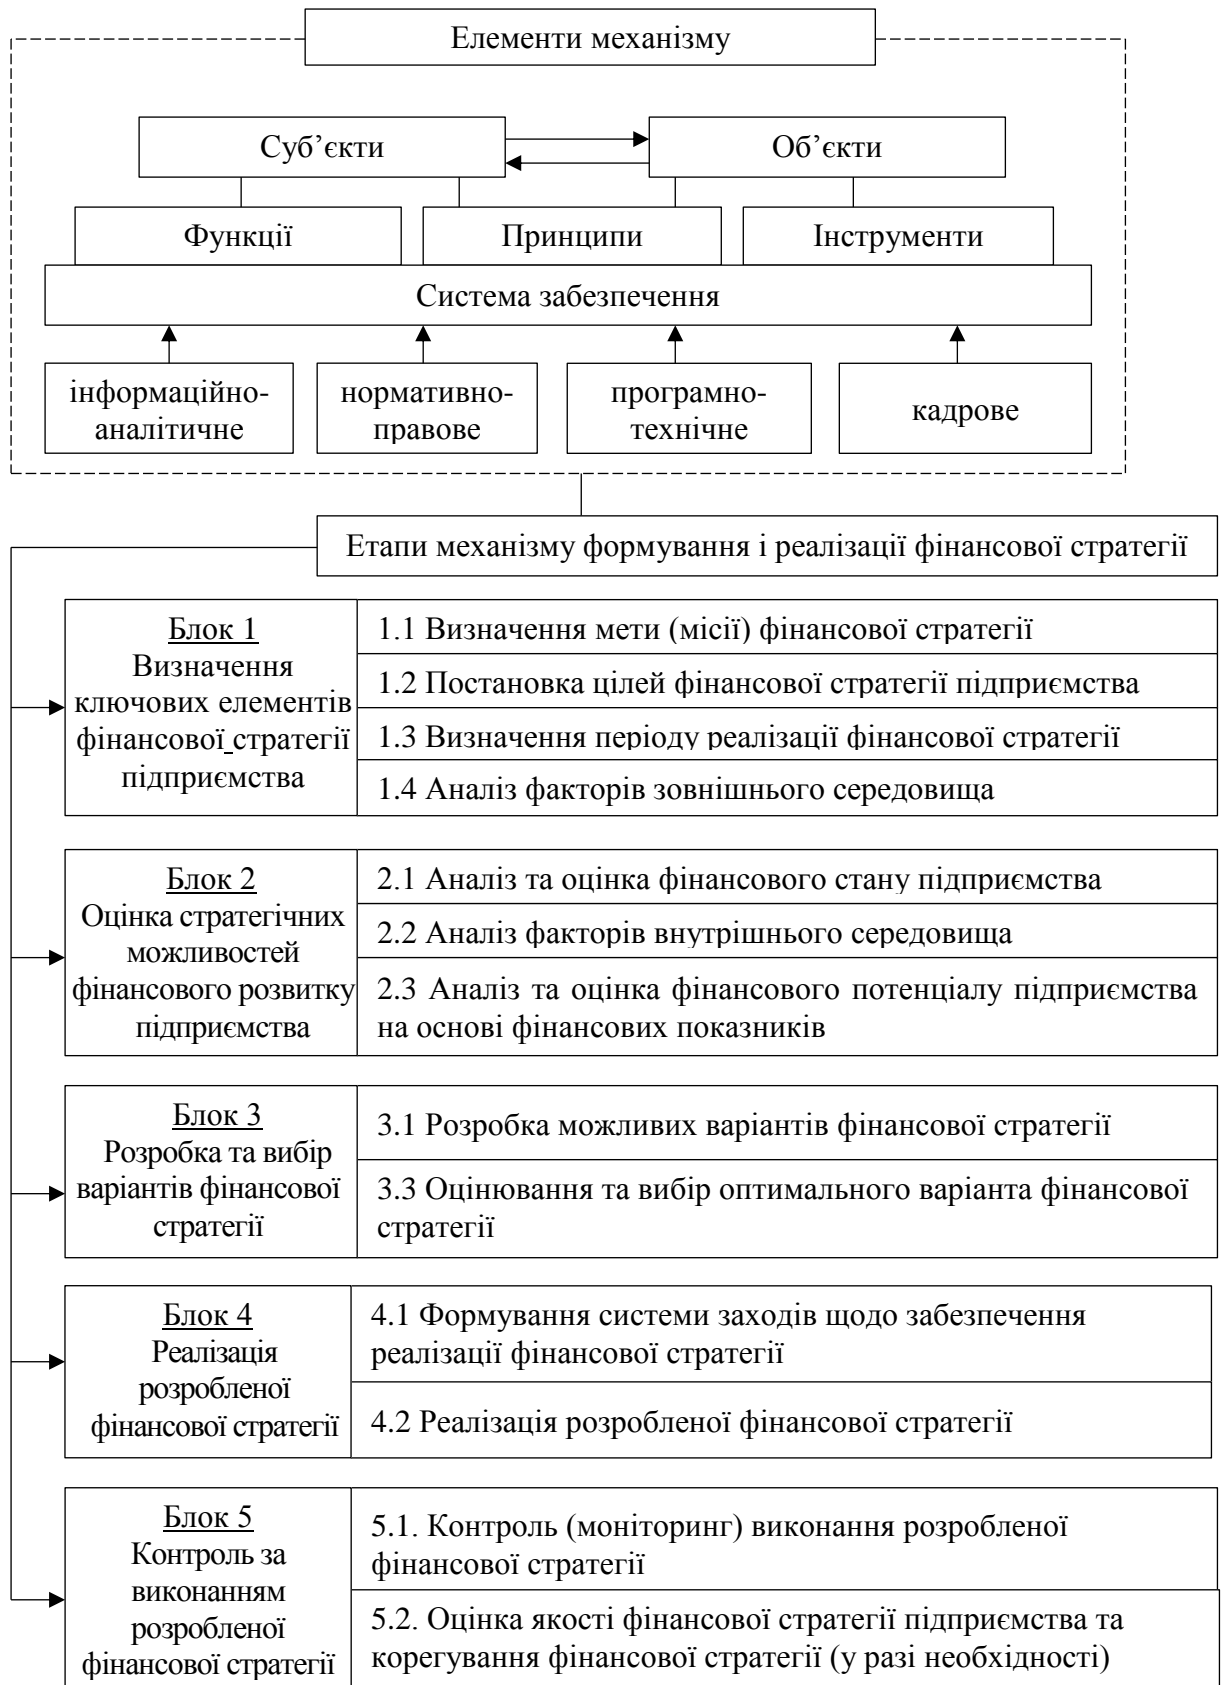 Елементи механізму
Суб’єкти
Об’єкти
Функції
Принципи
Інструменти
Система забезпечення
інформаційно-
аналітичне
нормативно-
правове
програмно-
технічне
кадрове
Етапи механізму формування і реалізації фінансової стратегії
Блок 1
Визначення
ключових елементів
фінансової стратегії
підприємства
1.1 Визначення мети (місії) фінансової стратегії
1.2 Постановка цілей фінансової стратегії підприємства
1.3 Визначення періоду реалізації фінансової стратегії
1.4 Аналіз факторів зовнішнього середовища
Блок 2
Оцінка стратегічних
можливостей
фінансового розвитку
підприємства
2.1 Аналіз та оцінка фінансового стану підприємства
2.2 Аналіз факторів внутрішнього середовища
2.3 Аналіз та оцінка фінансового потенціалу підприємства
на основі фінансових показників
Блок 3
Розробка та вибір
варіантів фінансової
стратегії
3.1 Розробка можливих варіантів фінансової стратегії
3.3 Оцінювання та вибір оптимального варіанта фінансової
стратегії
Блок 4
Реалізація
розробленої
фінансової стратегії
4.1 Формування системи заходів щодо забезпечення
реалізації фінансової стратегії
4.2 Реалізація розробленої фінансової стратегії
Блок 5
Контроль за
виконанням
розробленої
фінансової стратегії
5.1. Контроль (моніторинг) виконання розробленої
фінансової стратегії
5.2. Оцінка якості фінансової стратегії підприємства та
корегування фінансової стратегії (у разі необхідності)